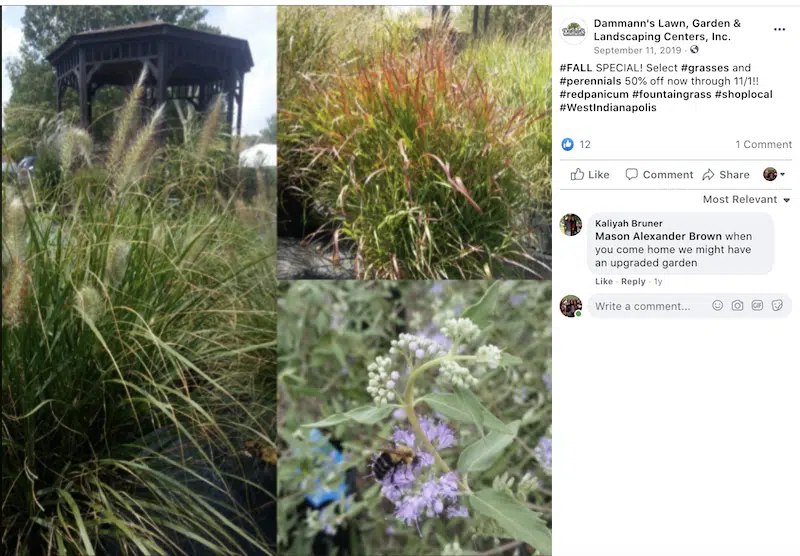 Dammann's Lawn, Garden &
Landscaping Centers, Inc.
September 11, 2019 ·
#FALL SPECIAL! Select #grasses and
#perennials 50% off now through 11/1!!
#redpanicum #fountaingrass #shoplocal
#WestIndianapolis
12
1 Comment
Like Comment Share
Most Relevant
Kaliyah Bruner
Mason Alexander Brown when
you come home we might have
an upgraded garden
Like · Reply · 1y
Write a comment...
GIF